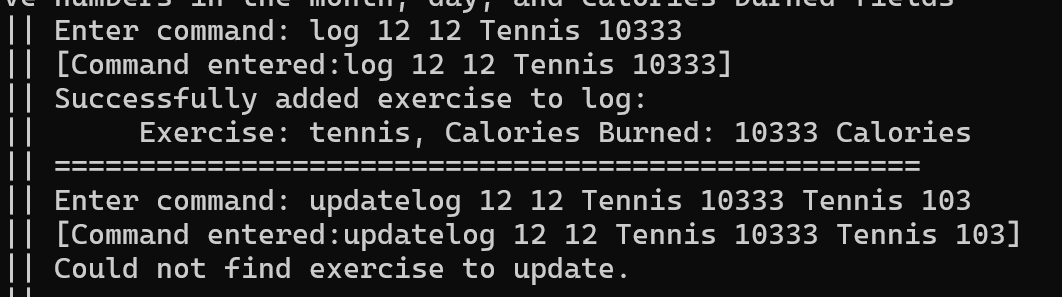 ve numbers in the month, day, and Calories Burned fields
|| Enter command: log 12 12 Tennis 10333
|| [Command entered:log 12 12 Tennis 10333]
|| Successfully added exercise to log:
||      Exercise: tennis, Calories Burned: 10333 Calories
|| ===================================================
|| Enter command: updatelog 12 12 Tennis 10333 Tennis 103
|| [Command entered:updatelog 12 12 Tennis 10333 Tennis 103]
|| Could not find exercise to update.
||